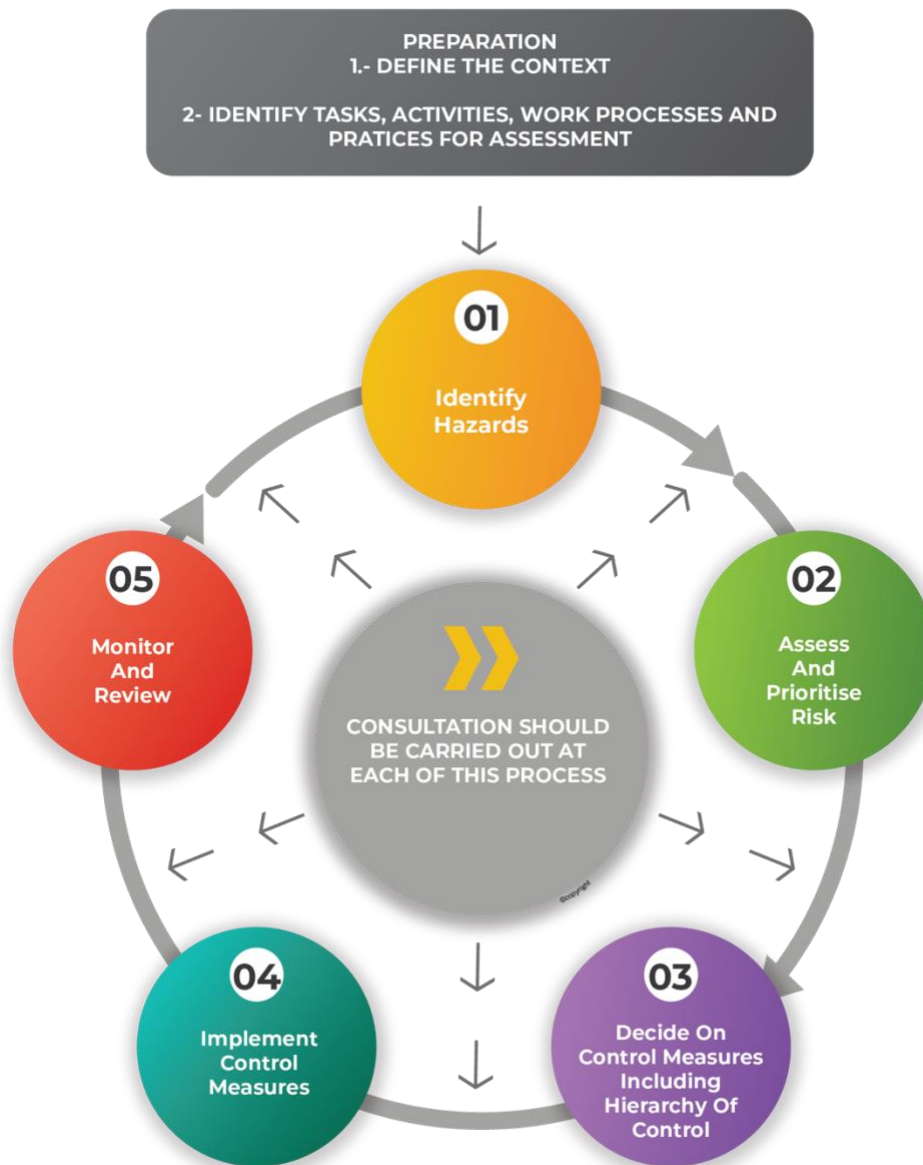 PREPARATION
1.- DEFINE THE CONTEXT
2- IDENTIFY TASKS, ACTIVITIES, WORK PROCESSES AND
PRATICES FOR ASSESSMENT
01
Identify
Hazards
02
Assess
And
Prioritise
Risk
03
Decide On
Control Measures
Including
Hierarchy Of
Control
04
Implement
Control
Measures
05
Monitor
And
Review
CONSULTATION SHOULD
BE CARRIED OUT AT
EACH OF THIS PROCESS
©copyright